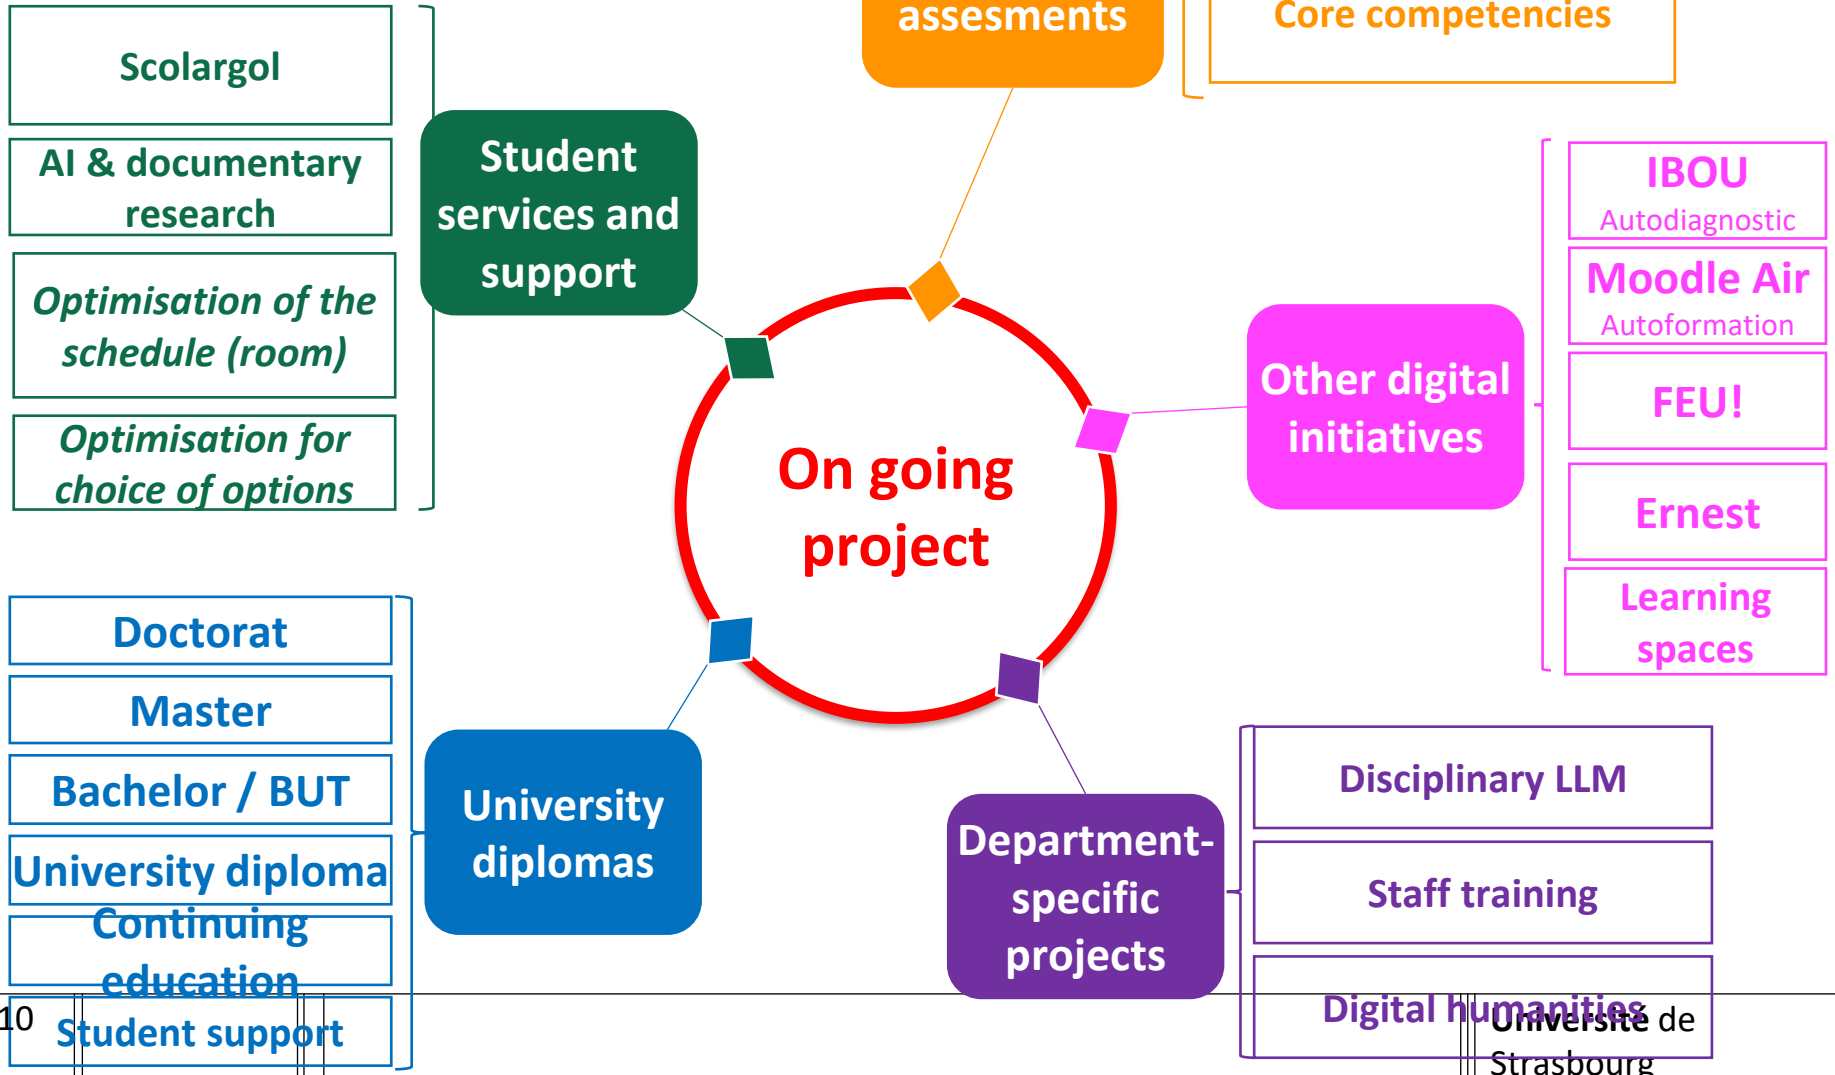 assesments
Core competencies
Scolargol
AI & documentary
research
Optimisation of the
schedule (room)
Optimisation for
choice of options
Student
services and
support
IBOU
Autodiagnostic
Moodle Air
Autoformation
FEU!
Ernest
Learning
spaces
Other digital
initiatives
On going
project
Doctorat
Master
Bachelor / BUT
University diploma
Continuing
education
Student support
University
diplomas
Department-
specific
projects
Disciplinary LLM
Staff training
Digital humanities
10
Université de
Strasbourg